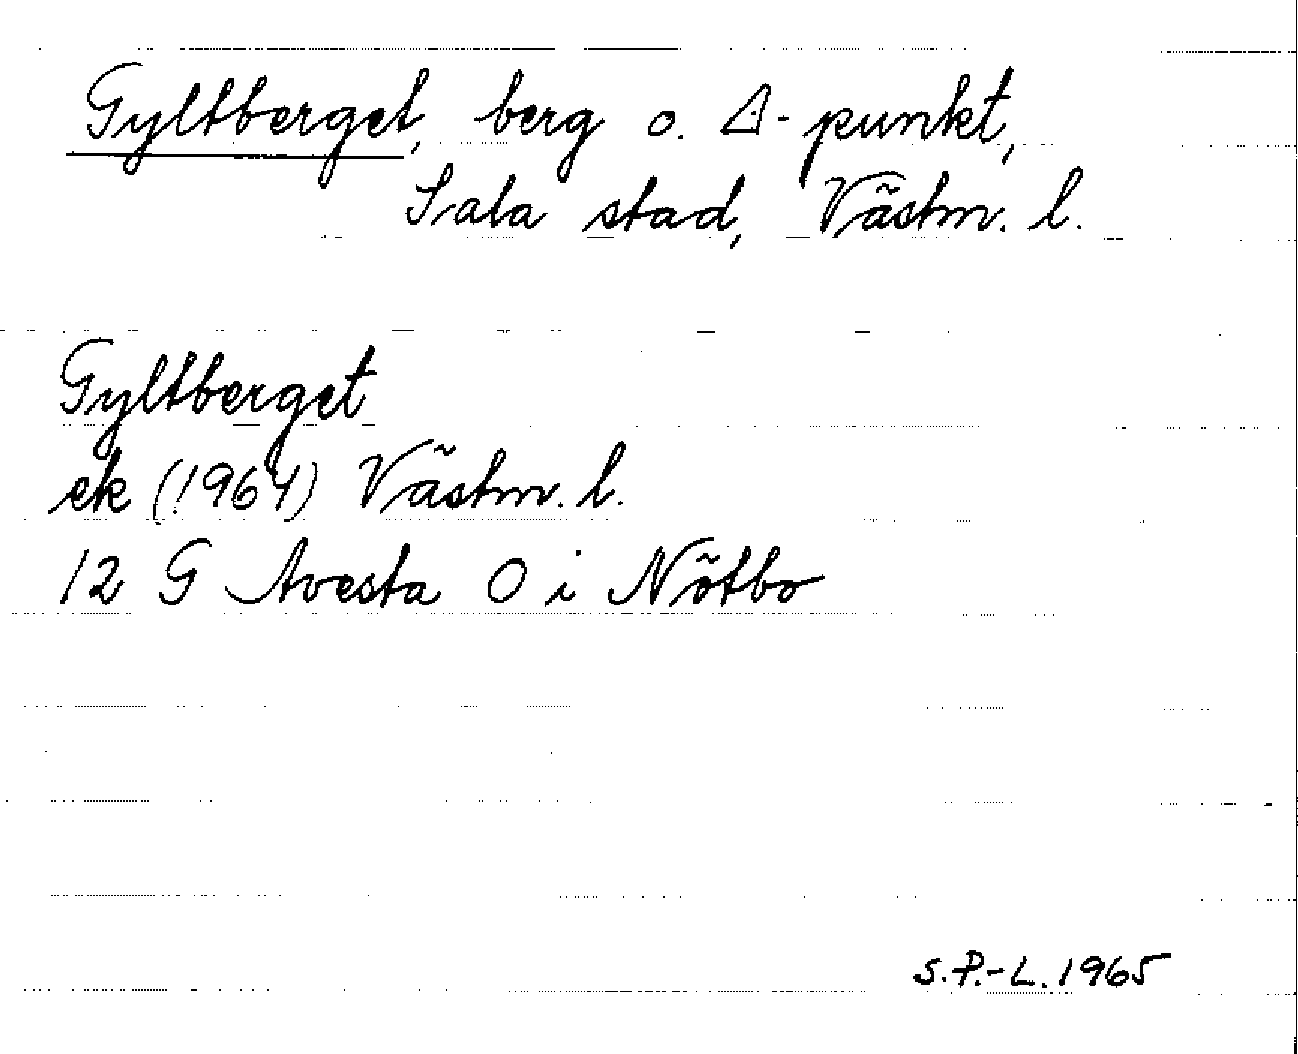 Gyltberget, berg o. Δ-punkt,
Sala stad, Västm. l.
Gyltberget
ek (1964) Västm. l.
12 G Avesta O i Nötbo
S.P.-L. 1965